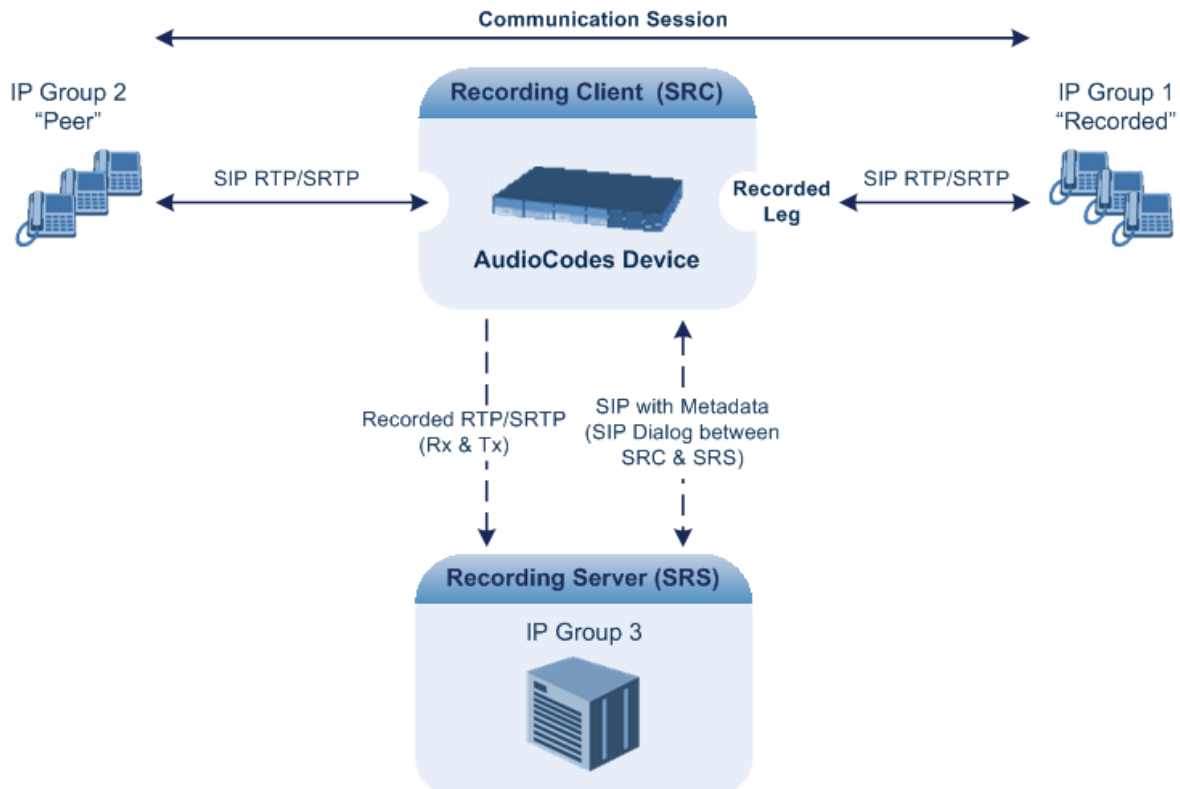 Communication Session
IP Group 2
“Peer”
Recording Client (SRC)
IP Group 1
“Recorded”
SIP RTP/SRTP
Recorded
Leg
SIP RTP/SRTP
AudioCodes Device
Recorded RTP/SRTP
(Rx & Tx)
SIP with Metadata
(SIP Dialog between
SRC & SRS)
Recording Server (SRS)
IP Group 3